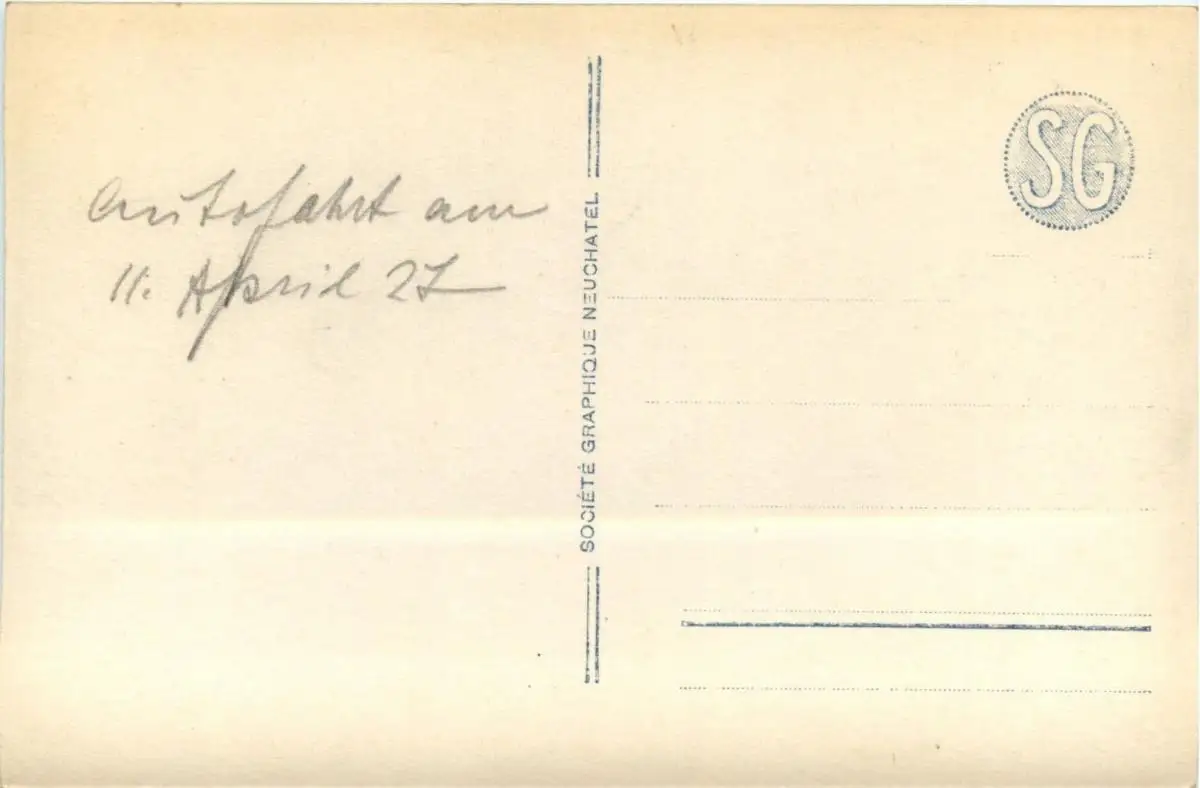 Autofahrt am
11. April 27
SOCIÉTÉ GRAPHIQUE NEUCHATEL
SG